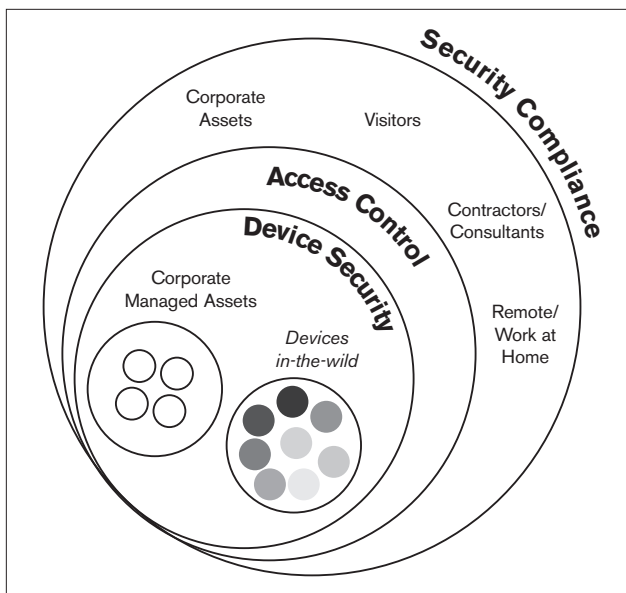 Security Compliance
Corporate
Assets
Visitors
Access Control
Contractors/
Consultants
Device Security
Corporate
Managed Assets
Remote/
Work at
Home
Devices
in-the-wild